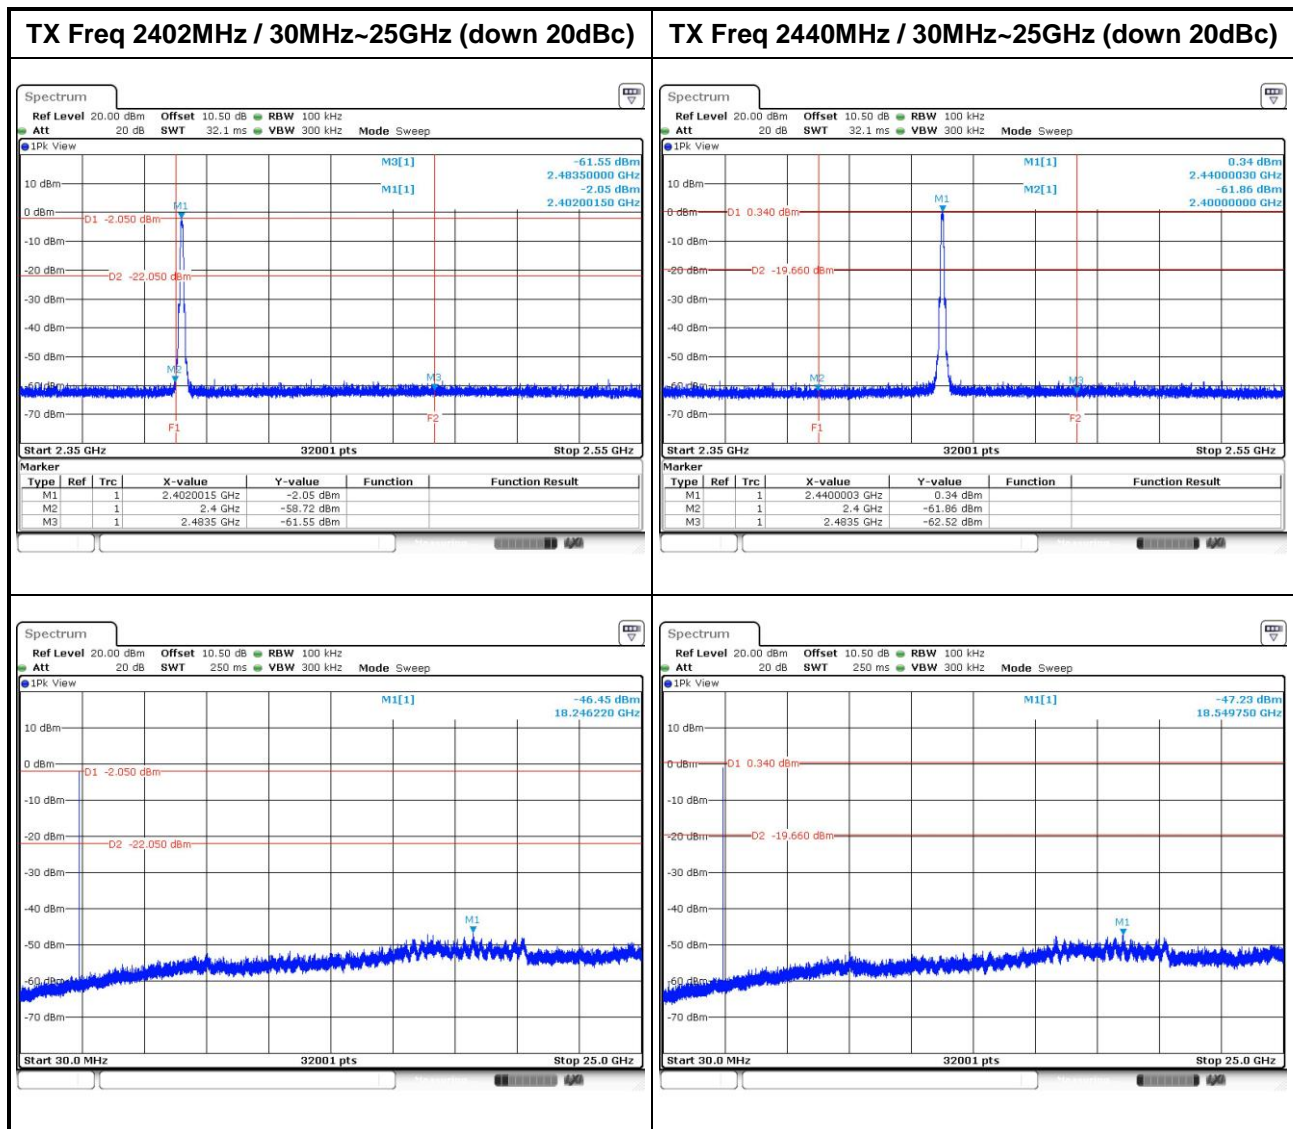 TX Freq 2402MHz / 30MHz~25GHz (down 20dBc)
TX Freq 2440MHz / 30MHz~25GHz (down 20dBc)
Spectrum
Ref Level 20.00 dBm Offset 10.50 dB RBW 100 kHz
Att 20 dB SWT 32.1 ms VBW 300 kHz Mode Sweep
1Pk View
M3[1] -61.55 dBm
2.48350000 GHz
10 dBm
M1[1] -2.05 dBm
2.40200150 GHz
M1
0 dBm
D1 -2.050 dBm
-10 dBm
-20 dBm
D2 -22.050 dBm
-30 dBm
-40 dBm
-50 dBm
M2
M3
-60 dBm
-70 dBm
F1
F2
Start 2.35 GHz 32001 pts Stop 2.55 GHz
Marker
Type Ref Trc X-value Y-value Function Function Result
M1 1 2.4020015 GHz -2.05 dBm
M2 1 2.4 GHz -58.72 dBm
M3 1 2.4835 GHz -61.55 dBm
Spectrum
Ref Level 20.00 dBm Offset 10.50 dB RBW 100 kHz
Att 20 dB SWT 32.1 ms VBW 300 kHz Mode Sweep
1Pk View
M1[1] 0.34 dBm
2.44000030 GHz
10 dBm
M2[1] -61.86 dBm
2.40000000 GHz
M1
0 dBm
D1 0.340 dBm
-10 dBm
-20 dBm
D2 -19.660 dBm
-30 dBm
-40 dBm
-50 dBm
M2
M3
-60 dBm
-70 dBm
F1
F2
Start 2.35 GHz 32001 pts Stop 2.55 GHz
Marker
Type Ref Trc X-value Y-value Function Function Result
M1 1 2.4400003 GHz 0.34 dBm
M2 1 2.4 GHz -61.86 dBm
M3 1 2.4835 GHz -62.52 dBm
Spectrum
Ref Level 20.00 dBm Offset 10.50 dB RBW 100 kHz
Att 20 dB SWT 250 ms VBW 300 kHz Mode Sweep
1Pk View
M1[1] -46.45 dBm
18.246220 GHz
10 dBm
0 dBm
D1 -2.050 dBm
-10 dBm
-20 dBm
D2 -22.050 dBm
-30 dBm
-40 dBm
M1
-50 dBm
-60 dBm
-70 dBm
Start 30.0 MHz 32001 pts Stop 25.0 GHz
Spectrum
Ref Level 20.00 dBm Offset 10.50 dB RBW 100 kHz
Att 20 dB SWT 250 ms VBW 300 kHz Mode Sweep
1Pk View
M1[1] -47.23 dBm
18.549750 GHz
10 dBm
0 dBm
D1 0.340 dBm
-10 dBm
-20 dBm
D2 -19.660 dBm
-30 dBm
-40 dBm
M1
-50 dBm
-60 dBm
-70 dBm
Start 30.0 MHz 32001 pts Stop 25.0 GHz